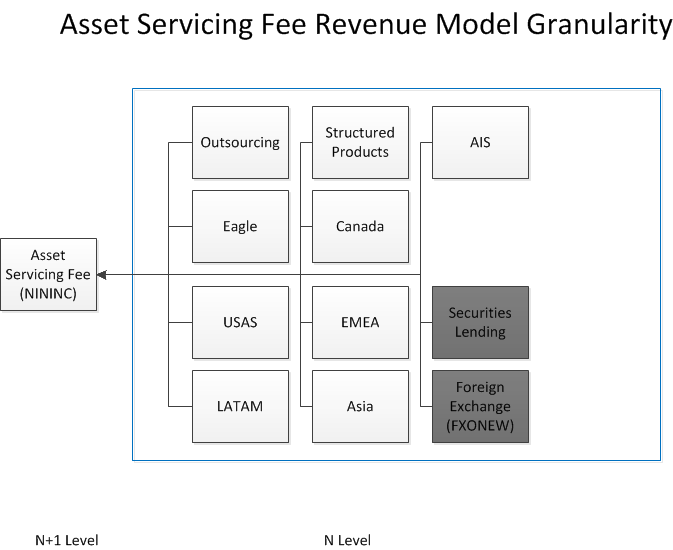 Asset Servicing Fee Revenue Model Granularity
Outsourcing
Structured
Products
AIS
Eagle
Canada
Asset
Servicing Fee
(NININC)
USAS
EMEA
Securities
Lending
LATAM
Asia
Foreign
Exchange
(FXONEW)
N+1 Level
N Level